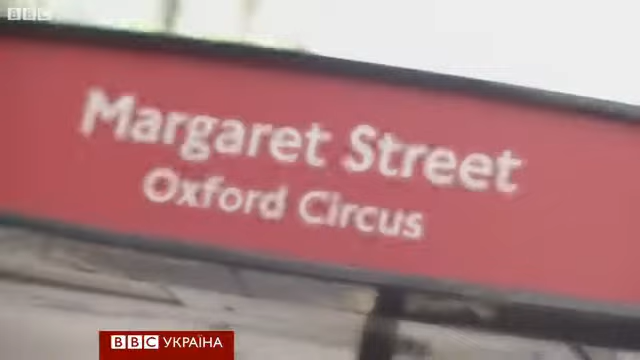 BBC
Margaret Street
Oxford Circus
BBC УКРАЇНА